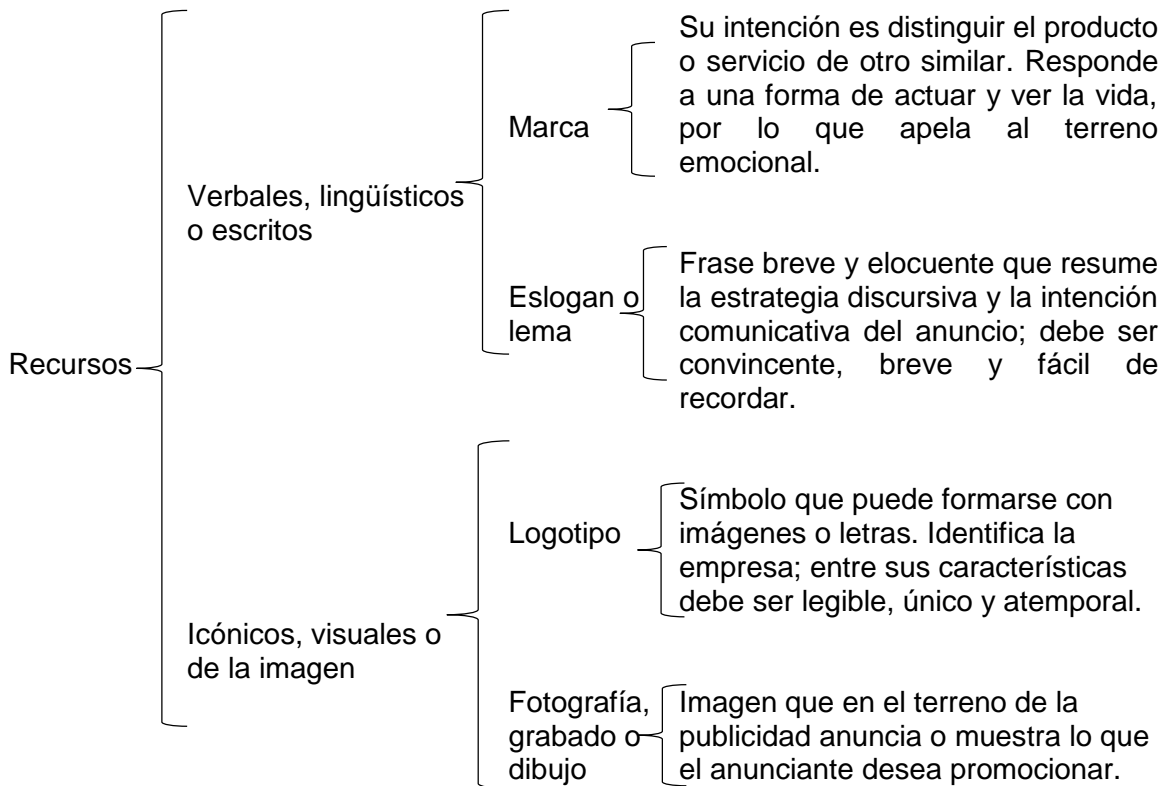 Recursos
Verbales, lingüísticos
o escritos
Marca
Su intención es distinguir el producto
o servicio de otro similar. Responde
a una forma de actuar y ver la vida,
por lo que apela al terreno
emocional.
Eslogan o
lema
Frase breve y elocuente que resume
la estrategia discursiva y la intención
comunicativa del anuncio; debe ser
convincente, breve y fácil de
recordar.
Icónicos, visuales o
de la imagen
Logotipo
Símbolo que puede formarse con
imágenes o letras. Identifica la
empresa; entre sus características
debe ser legible, único y atemporal.
Fotografía,
grabado o
dibujo
Imagen que en el terreno de la
publicidad anuncia o muestra lo que
el anunciante desea promocionar.